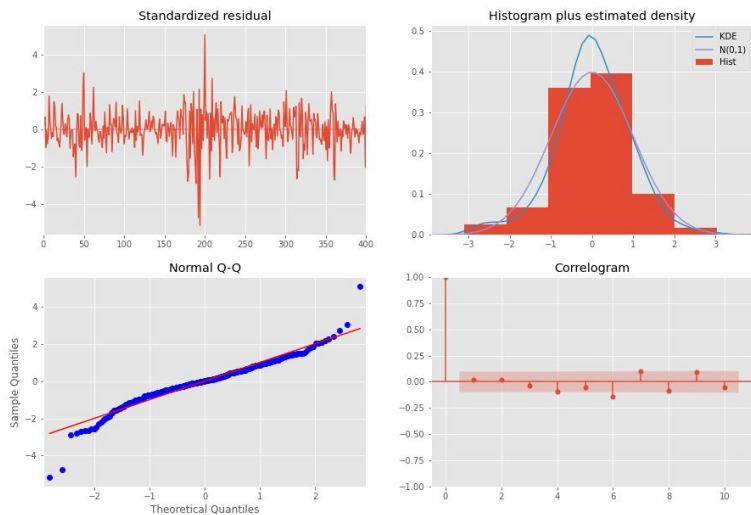 Standardized residual
4
2
0
−2
−4
0 50 100 150 200 250 300 350 400
Histogram plus estimated density
KDE
N(0,1)
Hist
0.5
0.4
0.3
0.2
0.1
0.0
−3 −2 −1 0 1 2 3
Normal Q-Q
Sample Quantiles
4
2
0
−2
−4
−2 −1 0 1 2
Theoretical Quantiles
Correlogram
1.00
0.75
0.50
0.25
0.00
−0.25
−0.50
−0.75
−1.00
0 2 4 6 8 10